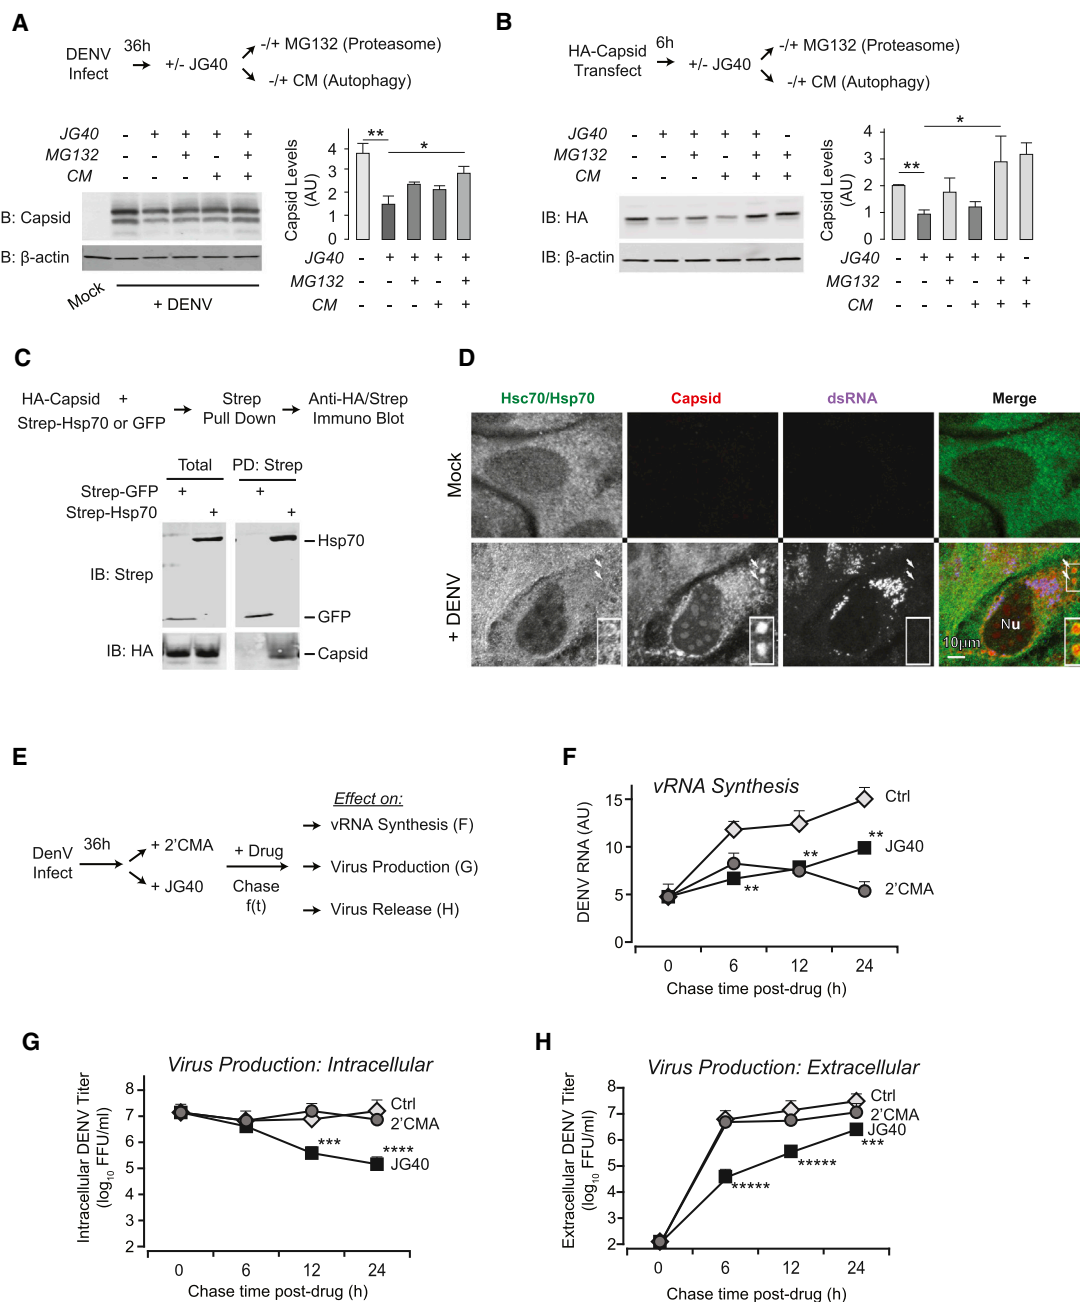 A
DENV
Infect
36h
+/- JG40
-/+ MG132 (Proteasome)
-/+ CM (Autophagy)
JG40 - + + + +
MG132 - - + - +
CM - - - + +
B: Capsid
B: β-actin
Mock
+ DENV
Capsid Levels
(AU)
4
3
2
1
0
**
*
JG40 - + + + +
MG132 - - + - +
CM - - - + +
B
HA-Capsid
Transfect
6h
+/- JG40
-/+ MG132 (Proteasome)
-/+ CM (Autophagy)
JG40 - + + + + -
MG132 - - + - + +
CM - - - + + +
IB: HA
IB: β-actin
Capsid Levels
(AU)
4
3
2
1
0
**
*
JG40 - + + + + -
MG132 - - + - + +
CM - - - + + +
C
HA-Capsid +
Strep-Hsp70 or GFP
Strep
Pull Down
Anti-HA/Strep
Immuno Blot
Total
PD: Strep
Strep-GFP + +
Strep-Hsp70 + +
IB: Strep
Hsp70
GFP
IB: HA
Capsid
D
Hsc70/Hsp70
Capsid
dsRNA
Merge
Mock
+ DENV
Nu
10μm
E
DenV
Infect
36h
+ 2'CMA
+ JG40
+ Drug
Chase
f(t)
Effect on:
vRNA Synthesis (F)
Virus Production (G)
Virus Release (H)
F
vRNA Synthesis
DENV RNA (AU)
15
10
5
0
Ctrl
**
JG40
**
**
2'CMA
0 6 12 24
Chase time post-drug (h)
G
Virus Production: Intracellular
Intracellular DENV Titer
(log10 FFU/ml)
8
7
6
5
4
3
2
Ctrl
2'CMA
***
****
JG40
0 6 12 24
Chase time post-drug (h)
H
Virus Production: Extracellular
Extracellular DENV Titer
(log10 FFU/ml)
8
7
6
5
4
3
2
Ctrl
2'CMA
JG40
***
*****
*****
0 6 12 24
Chase time post-drug (h)